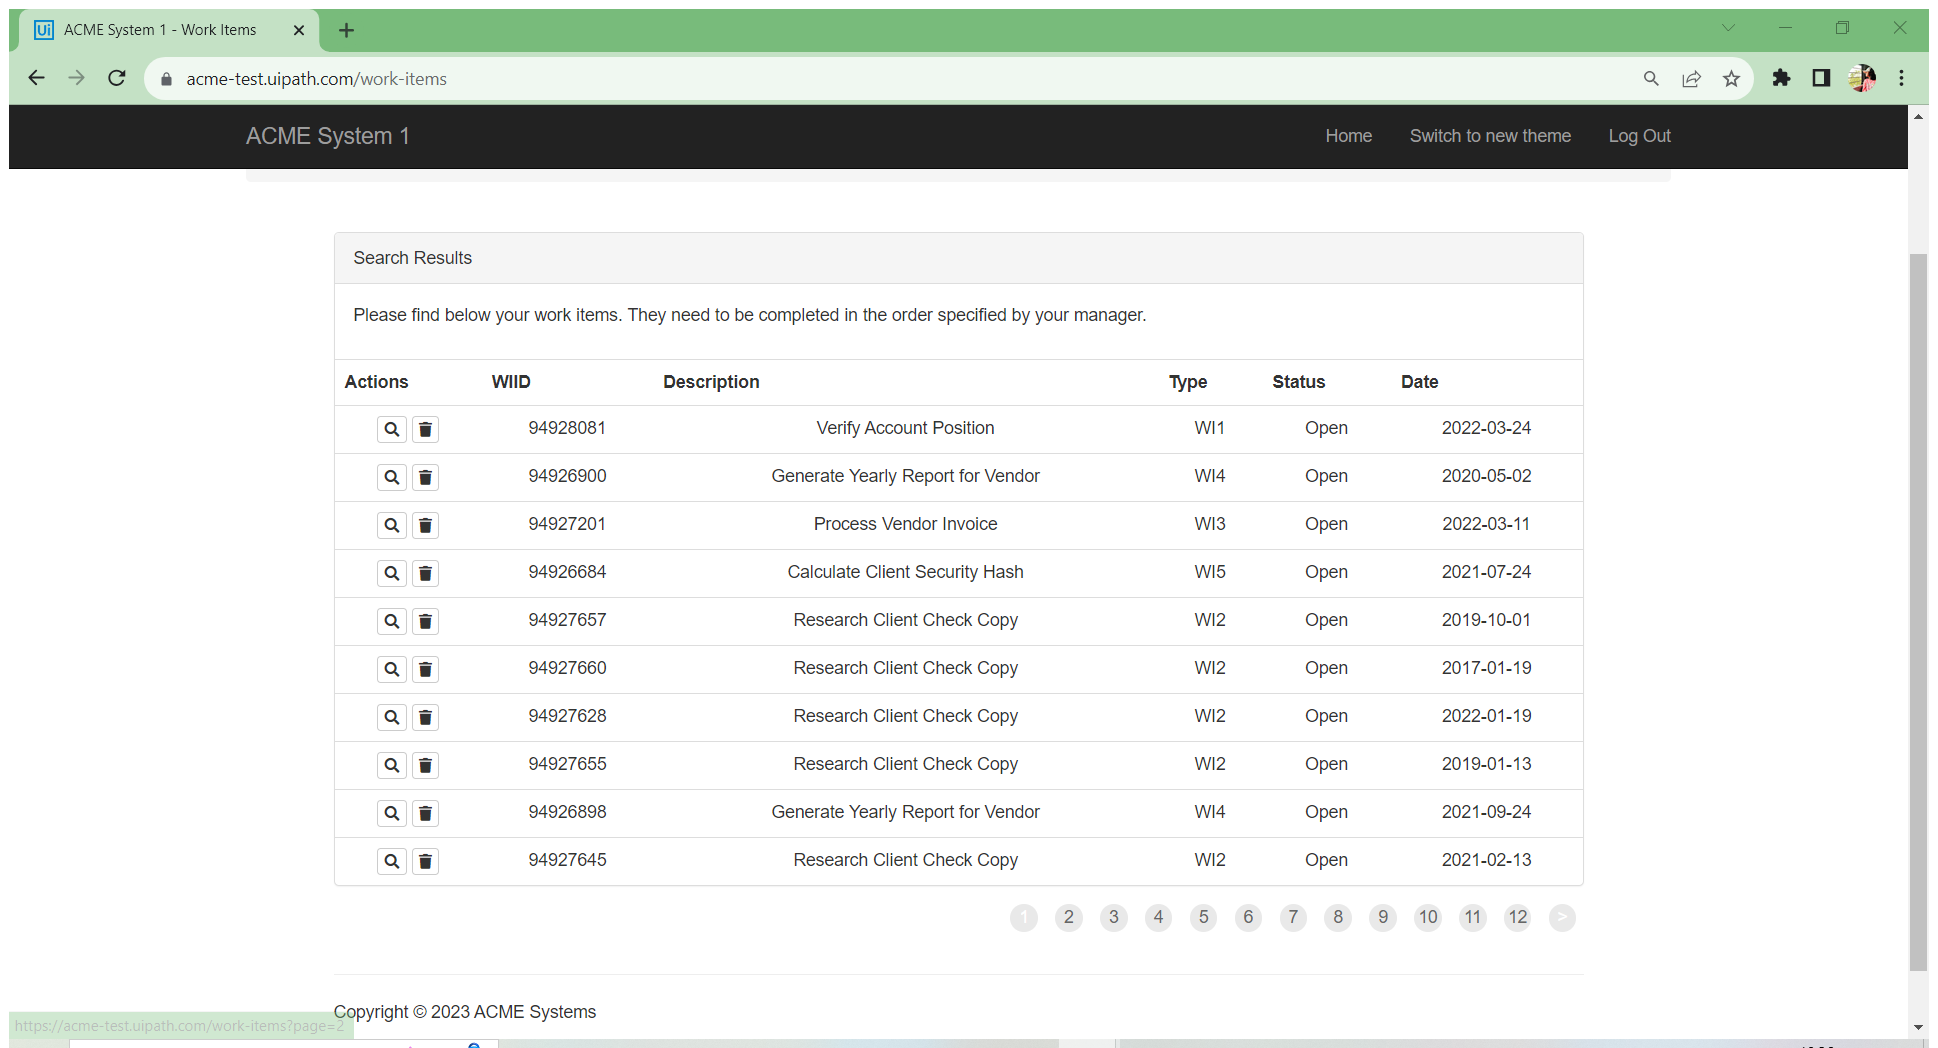 Ui ACME System 1 - Work Items
acme-test.uipath.com/work-items
ACME System 1 Home Switch to new theme Log Out
Search Results
Please find below your work items. They need to be completed in the order specified by your manager.
Actions WIID Description Type Status Date
94928081 Verify Account Position WI1 Open 2022-03-24
94926900 Generate Yearly Report for Vendor WI4 Open 2020-05-02
94927201 Process Vendor Invoice WI3 Open 2022-03-11
94926684 Calculate Client Security Hash WI5 Open 2021-07-24
94927657 Research Client Check Copy WI2 Open 2019-10-01
94927660 Research Client Check Copy WI2 Open 2017-01-19
94927628 Research Client Check Copy WI2 Open 2022-01-19
94927655 Research Client Check Copy WI2 Open 2019-01-13
94926898 Generate Yearly Report for Vendor WI4 Open 2021-09-24
94927645 Research Client Check Copy WI2 Open 2021-02-13
1 2 3 4 5 6 7 8 9 10 11 12 >
Copyright © 2023 ACME Systems
https://acme-test.uipath.com/work-items?page=2